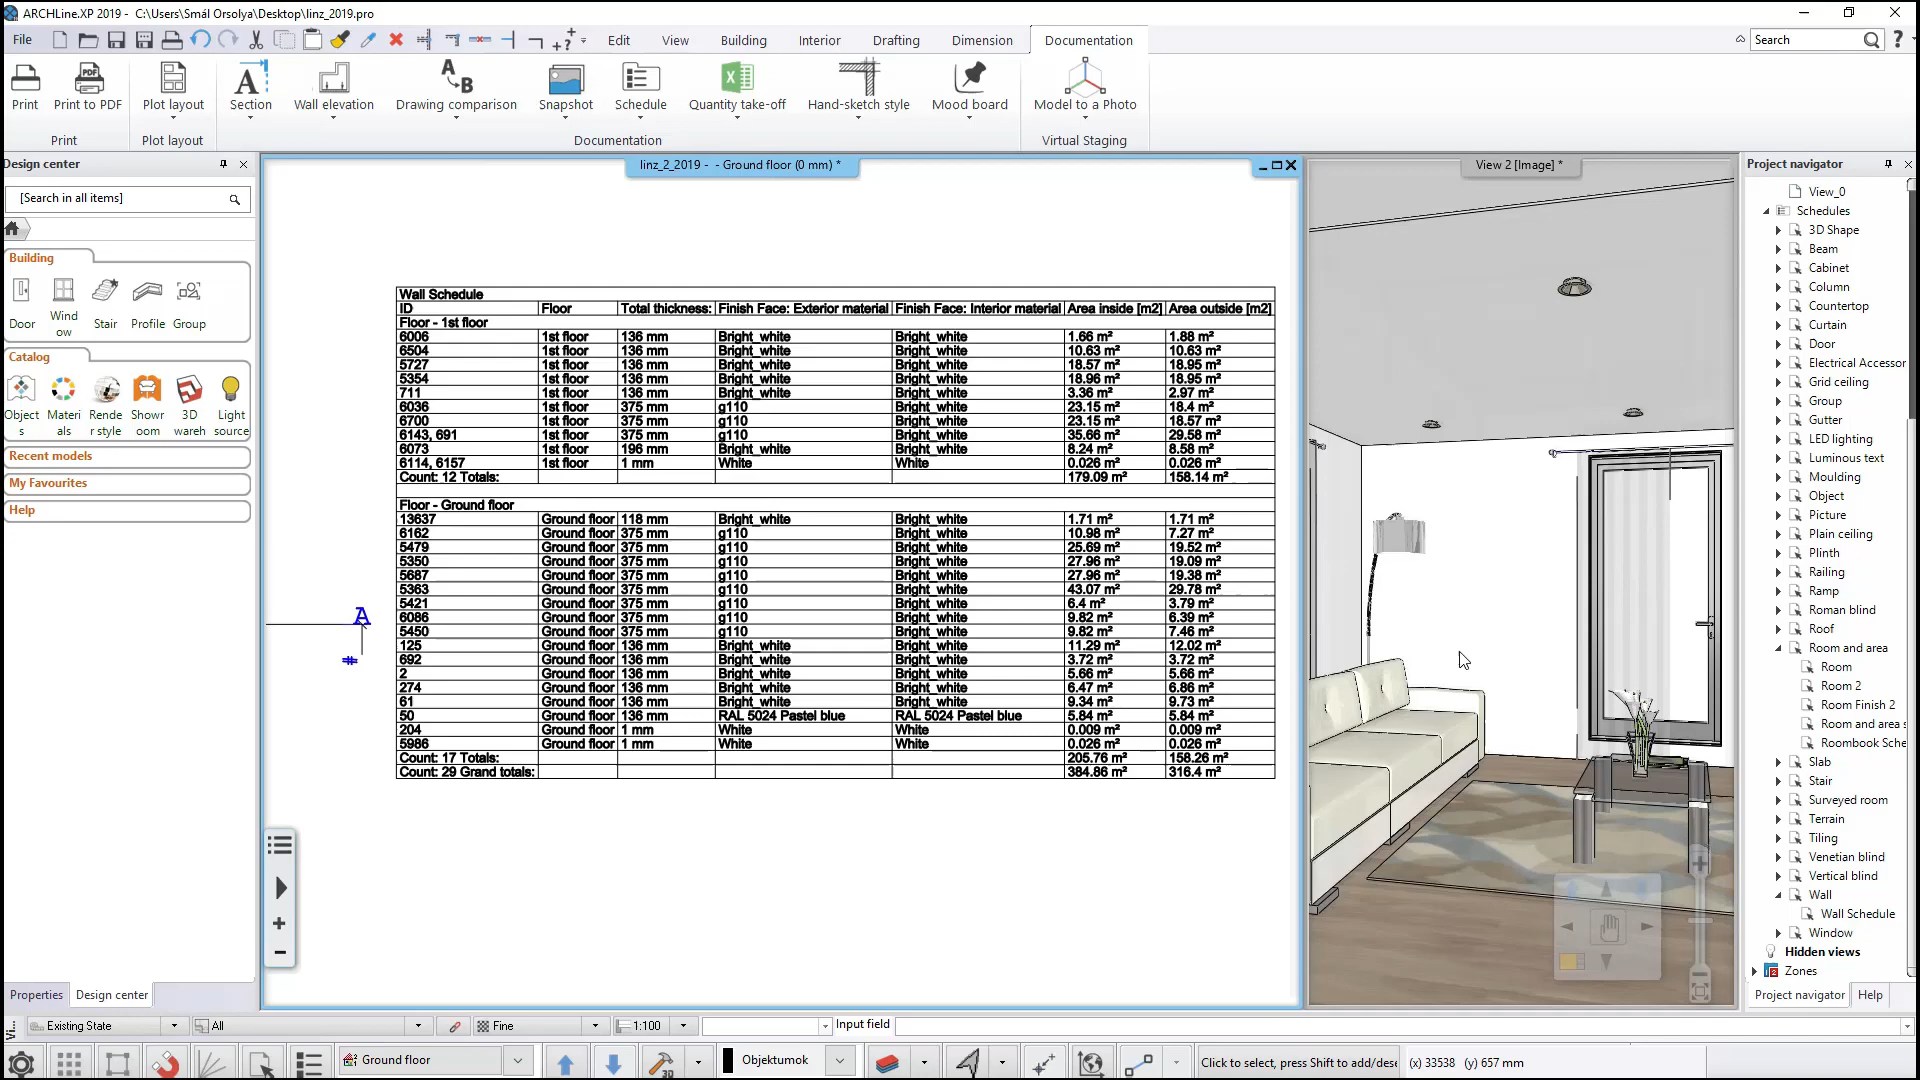 ARCHLine.XP 2019 - C:\Users\Smál Orsolya\Desktop\linz_2019.pro
File Edit View Building Interior Drafting Dimension Documentation Search ?
Print Print to PDF Plot layout Section Wall elevation Drawing comparison Snapshot Schedule Quantity take-off Hand-sketch style Mood board Model to a Photo
Print Plot layout Documentation Virtual Staging
Design center
[Search in all items]
Building
Door Wind ow Stair Profile Group
Catalog
Object s Materi als Rende r style Showr oom 3D wareh Light source
Recent models
My Favourites
Help
Properties Design center
linz_2_2019 - - Ground floor (0 mm) *
Wall Schedule
ID Floor Total thickness: Finish Face: Exterior material Finish Face: Interior material Area inside [m2] Area outside [m2]
Floor - 1st floor
6006 1st floor 136 mm Bright_white Bright_white 1.66 m² 1.88 m²
6504 1st floor 136 mm Bright_white Bright_white 10.63 m² 10.63 m²
5727 1st floor 136 mm Bright_white Bright_white 18.57 m² 18.95 m²
5354 1st floor 136 mm Bright_white Bright_white 18.96 m² 18.95 m²
711 1st floor 136 mm Bright_white Bright_white 3.36 m² 2.97 m²
6036 1st floor 375 mm g110 Bright_white 23.15 m² 18.4 m²
6700 1st floor 375 mm g110 Bright_white 23.15 m² 18.57 m²
6143, 691 1st floor 375 mm g110 Bright_white 35.66 m² 29.58 m²
6073 1st floor 196 mm Bright_white Bright_white 8.24 m² 8.58 m²
6114, 6157 1st floor 1 mm White White 0.026 m² 0.026 m²
Count: 12 Totals: 179.09 m² 158.14 m²
Floor - Ground floor
13637 Ground floor 118 mm Bright_white Bright_white 1.71 m² 1.71 m²
6162 Ground floor 375 mm g110 Bright_white 10.98 m² 7.27 m²
5479 Ground floor 375 mm g110 Bright_white 25.69 m² 19.52 m²
5350 Ground floor 375 mm g110 Bright_white 27.96 m² 19.09 m²
5687 Ground floor 375 mm g110 Bright_white 27.96 m² 19.38 m²
5363 Ground floor 375 mm g110 Bright_white 43.07 m² 29.78 m²
5421 Ground floor 375 mm g110 Bright_white 6.4 m² 3.79 m²
6086 Ground floor 375 mm g110 Bright_white 9.82 m² 6.39 m²
5450 Ground floor 375 mm g110 Bright_white 9.82 m² 7.46 m²
125 Ground floor 136 mm Bright_white Bright_white 11.29 m² 12.02 m²
692 Ground floor 136 mm Bright_white Bright_white 3.72 m² 3.72 m²
2 Ground floor 136 mm Bright_white Bright_white 5.66 m² 5.66 m²
274 Ground floor 136 mm Bright_white Bright_white 6.47 m² 6.86 m²
61 Ground floor 136 mm Bright_white Bright_white 9.34 m² 9.73 m²
50 Ground floor 136 mm RAL 5024 Pastel blue RAL 5024 Pastel blue 5.84 m² 5.84 m²
204 Ground floor 1 mm White White 0.009 m² 0.009 m²
5986 Ground floor 1 mm White White 0.026 m² 0.026 m²
Count: 17 Totals: 205.76 m² 158.26 m²
Count: 29 Grand totals: 384.86 m² 316.4 m²
A
View 2 [Image] *
Project navigator
View_0
Schedules
3D Shape
Beam
Cabinet
Column
Countertop
Curtain
Door
Electrical Accessor
Grid ceiling
Group
Gutter
LED lighting
Luminous text
Moulding
Object
Picture
Plain ceiling
Plinth
Railing
Ramp
Roman blind
Roof
Room and area
Room
Room 2
Room Finish 2
Room and area s
Roombook Sche
Slab
Stair
Surveyed room
Terrain
Tiling
Venetian blind
Vertical blind
Wall
Wall Schedule
Window
Hidden views
Zones
Project navigator Help
Existing State All Fine 1:100 Input field
Ground floor 3D Objektumok Click to select, press Shift to add/dese (x) 33538 (y) 657 mm